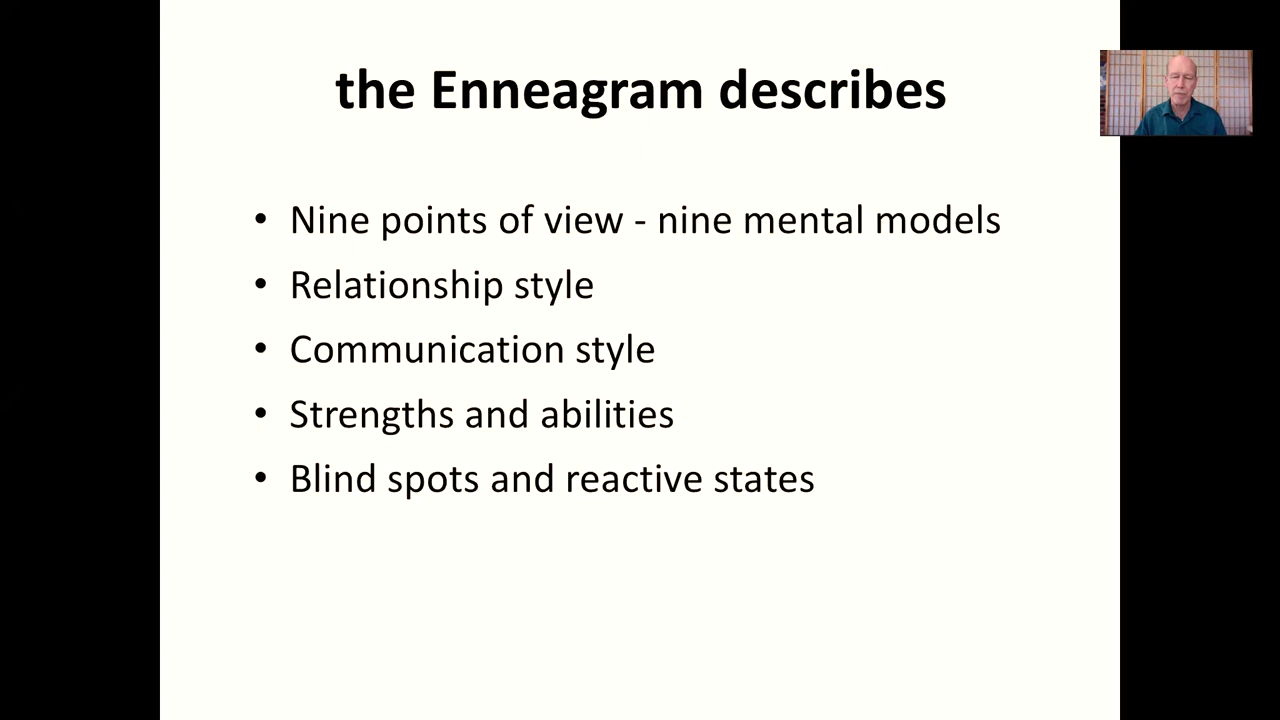 the Enneagram describes
• Nine points of view - nine mental models
• Relationship style
• Communication style
• Strengths and abilities
• Blind spots and reactive states